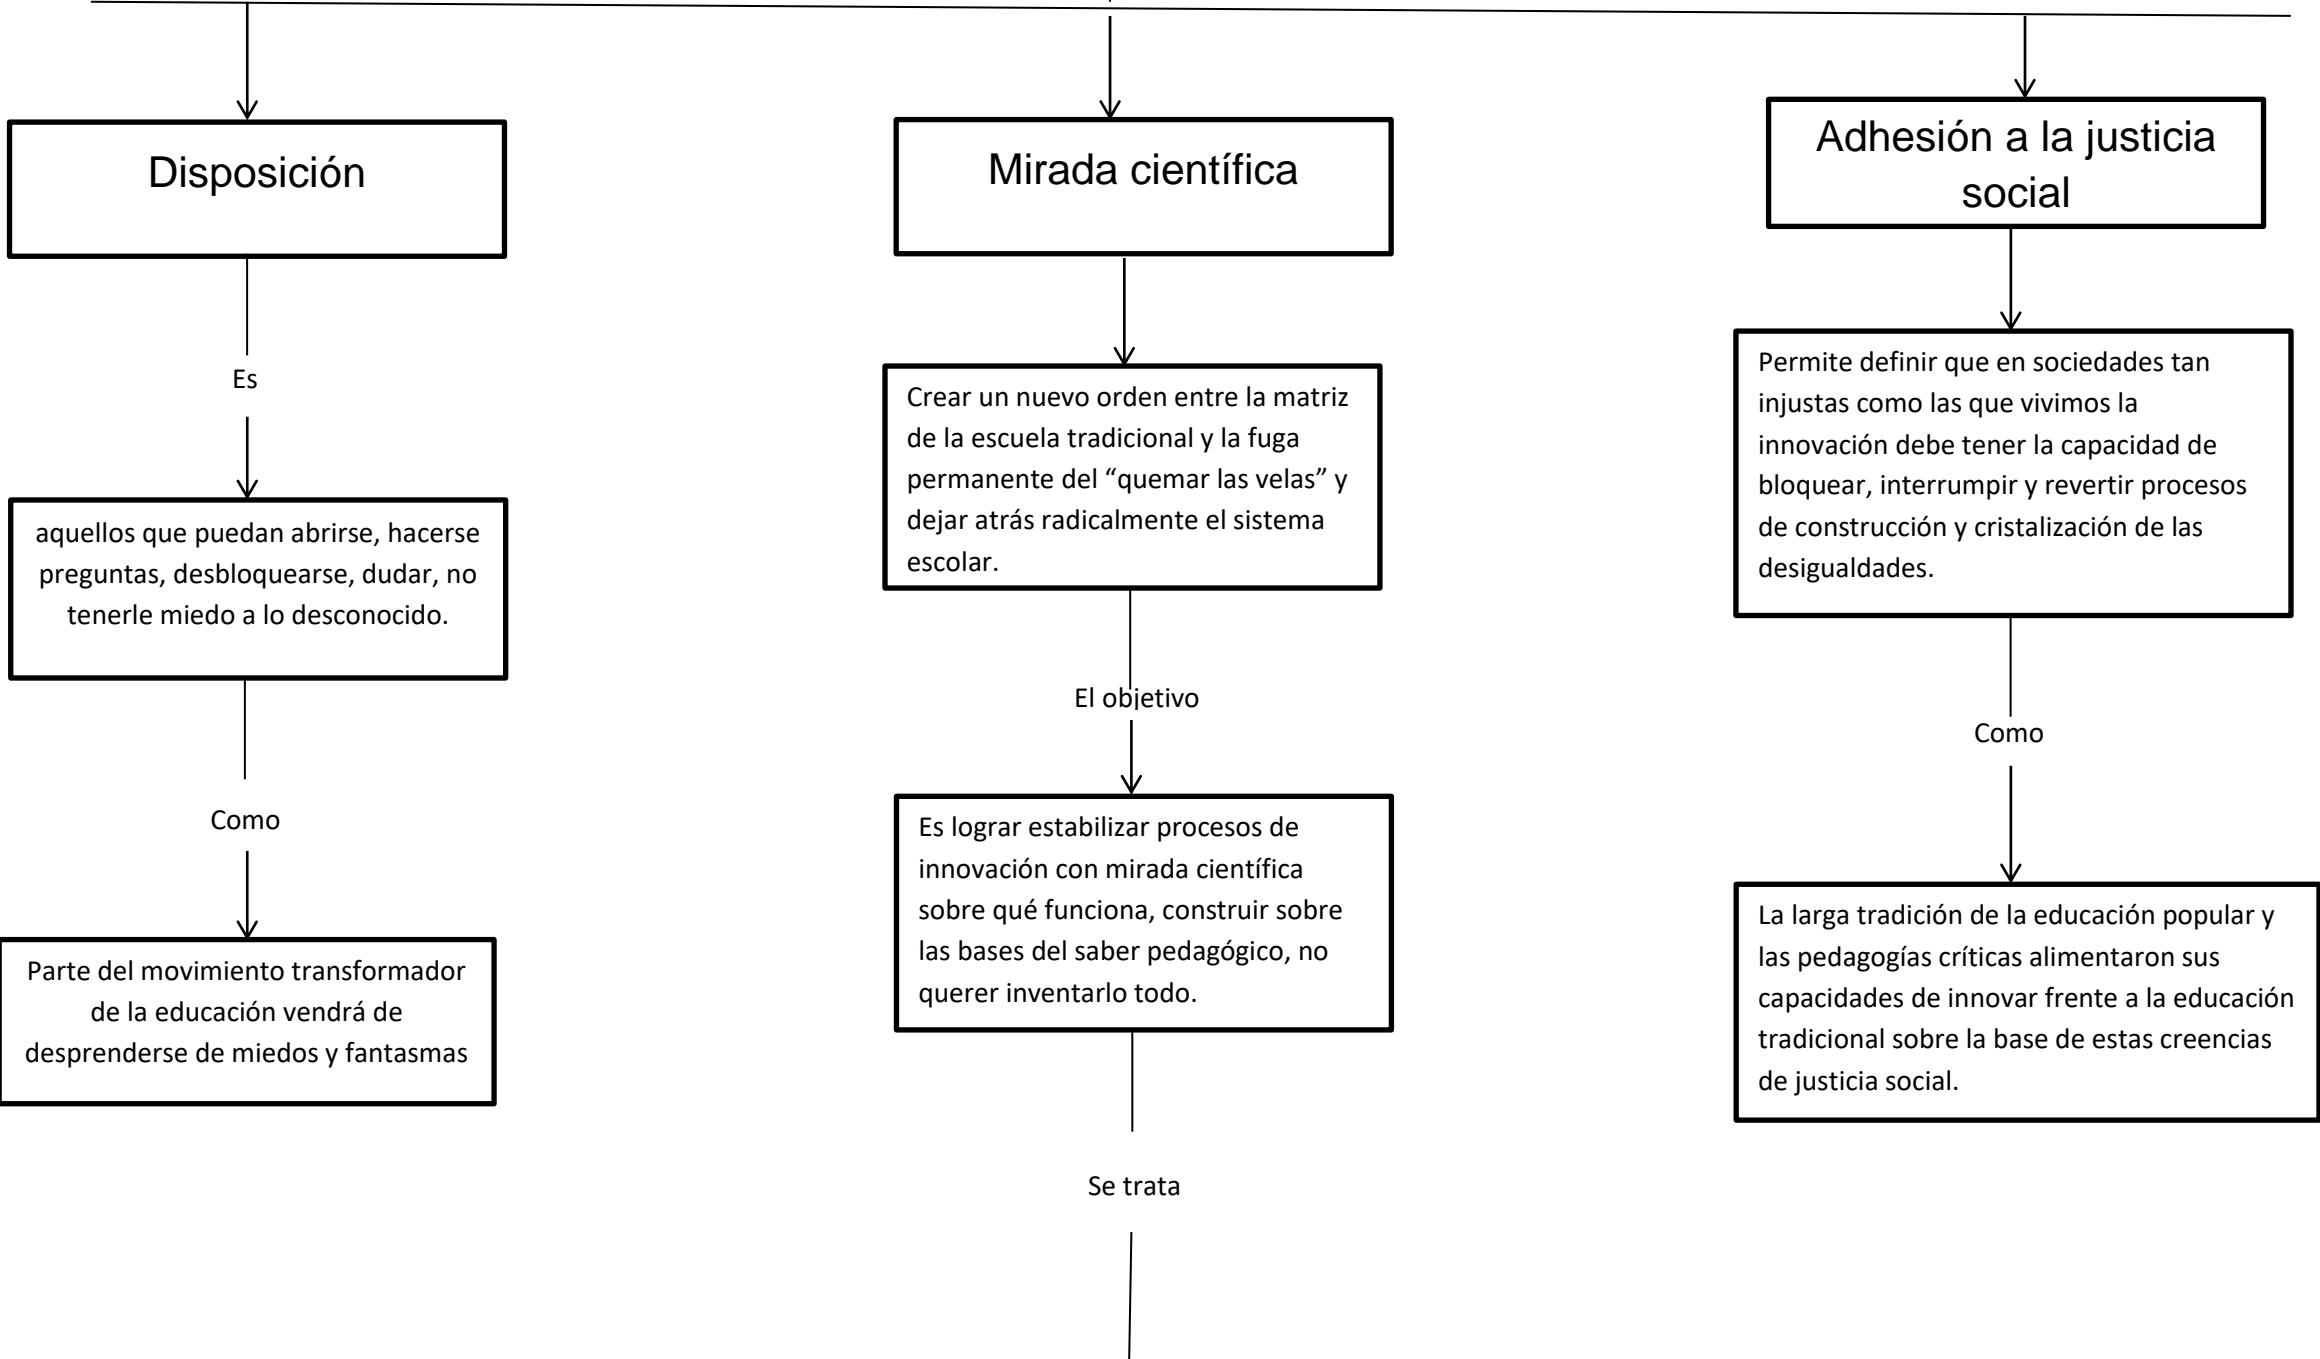 Disposición
Es
aquellos que puedan abrirse, hacerse
preguntas, desbloquearse, dudar, no
tenerle miedo a lo desconocido.
Como
Parte del movimiento transformador
de la educación vendrá de
desprenderse de miedos y fantasmas
Mirada científica
Crear un nuevo orden entre la matriz
de la escuela tradicional y la fuga
permanente del “quemar las velas” y
dejar atrás radicalmente el sistema
escolar.
El objetivo
Es lograr estabilizar procesos de
innovación con mirada científica
sobre qué funciona, construir sobre
las bases del saber pedagógico, no
querer inventarlo todo.
Se trata
Adhesión a la justicia
social
Permite definir que en sociedades tan
injustas como las que vivimos la
innovación debe tener la capacidad de
bloquear, interrumpir y revertir procesos
de construcción y cristalización de las
desigualdades.
Como
La larga tradición de la educación popular y
las pedagogías críticas alimentaron sus
capacidades de innovar frente a la educación
tradicional sobre la base de estas creencias
de justicia social.